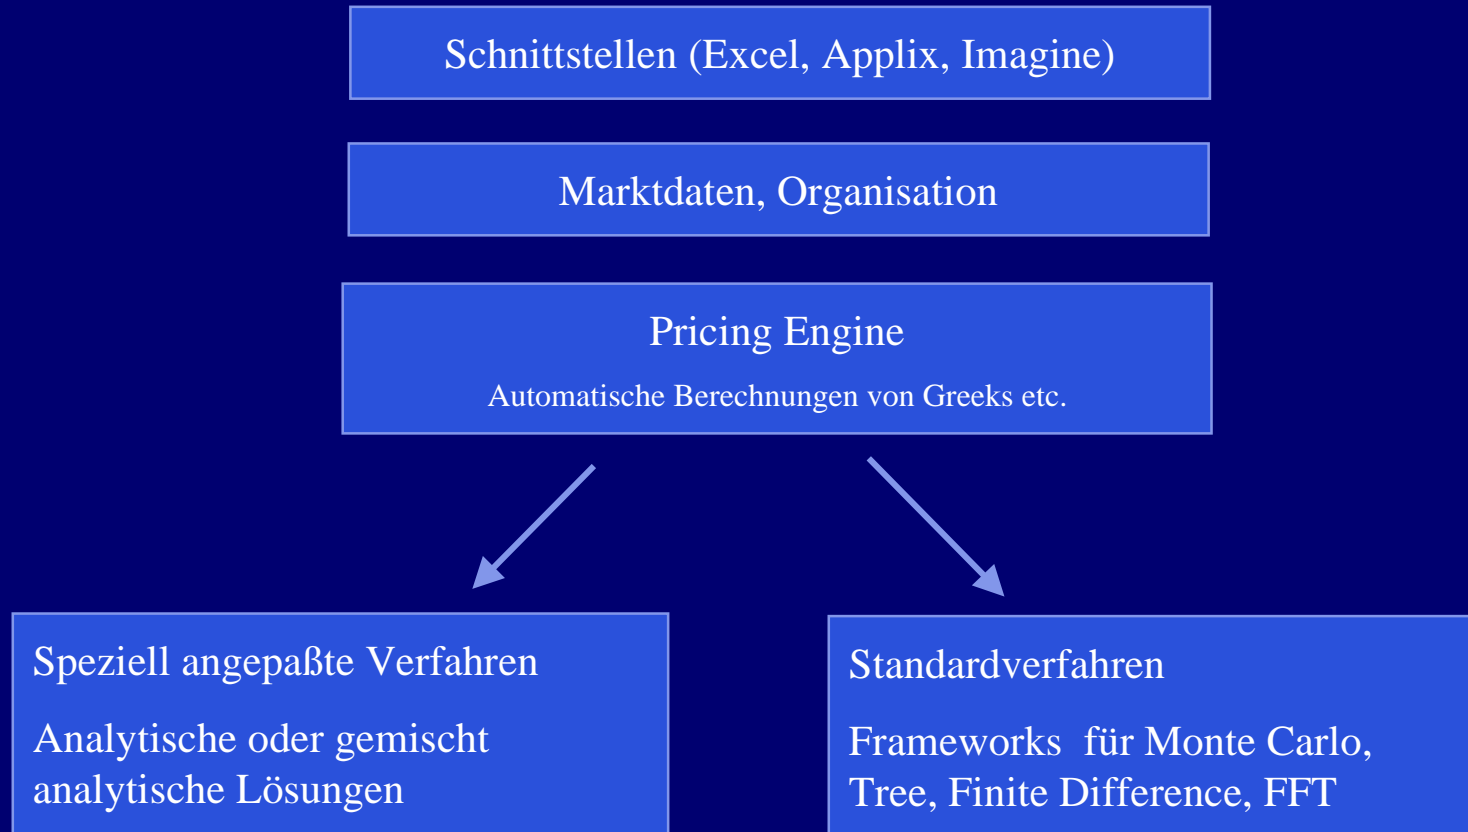 Schnittstellen (Excel, Applix, Imagine)
Marktdaten, Organisation
Pricing Engine
Automatische Berechnungen von Greeks etc.
Speziell angepaßte Verfahren
Analytische oder gemischt
analytische Lösungen
Standardverfahren
Frameworks für Monte Carlo,
Tree, Finite Difference, FFT